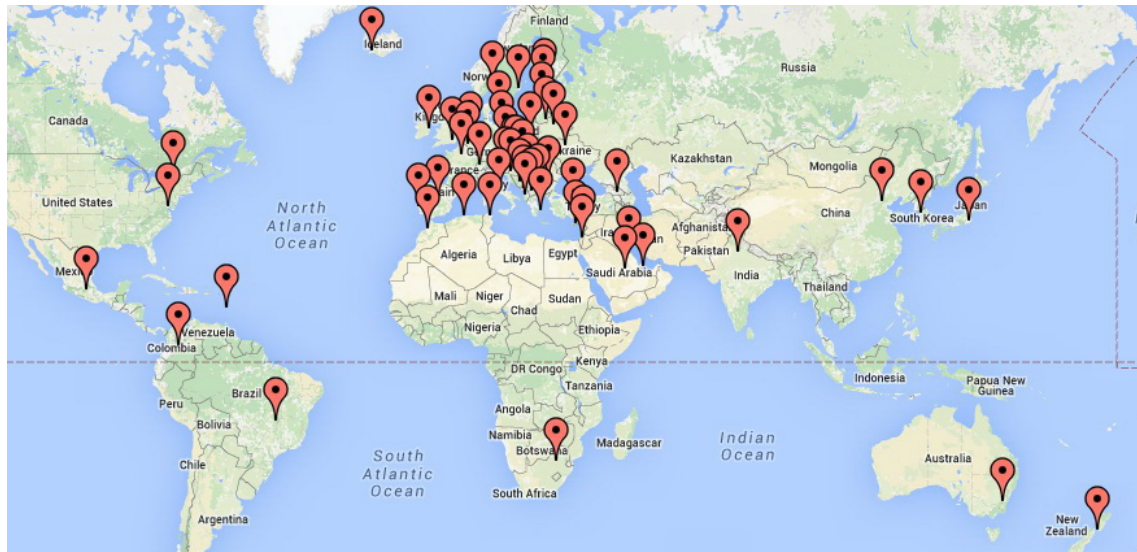 Finland
Iceland
Russia
Norw
Canada
Kingd
Ukraine
Germ
France
Kazakhstan
Mongolia
United States
North
Atlantic
Ocean
China
South Korea
Japan
Afghanistan
Algeria
Libya
Egypt
Pakistan
Saudi Arabia
India
Thailand
Mexi
Mali
Niger
Chad
Sudan
Nigeria
Ethiopia
Venezuela
Colombia
DR Congo
Kenya
Indonesia
Papua New
Guinea
Tanzania
Brazil
Peru
Angola
Bolivia
Namibia
Botswana
Madagascar
Indian
Ocean
South
Atlantic
Ocean
Australia
Chile
South Africa
Argentina
New
Zealand